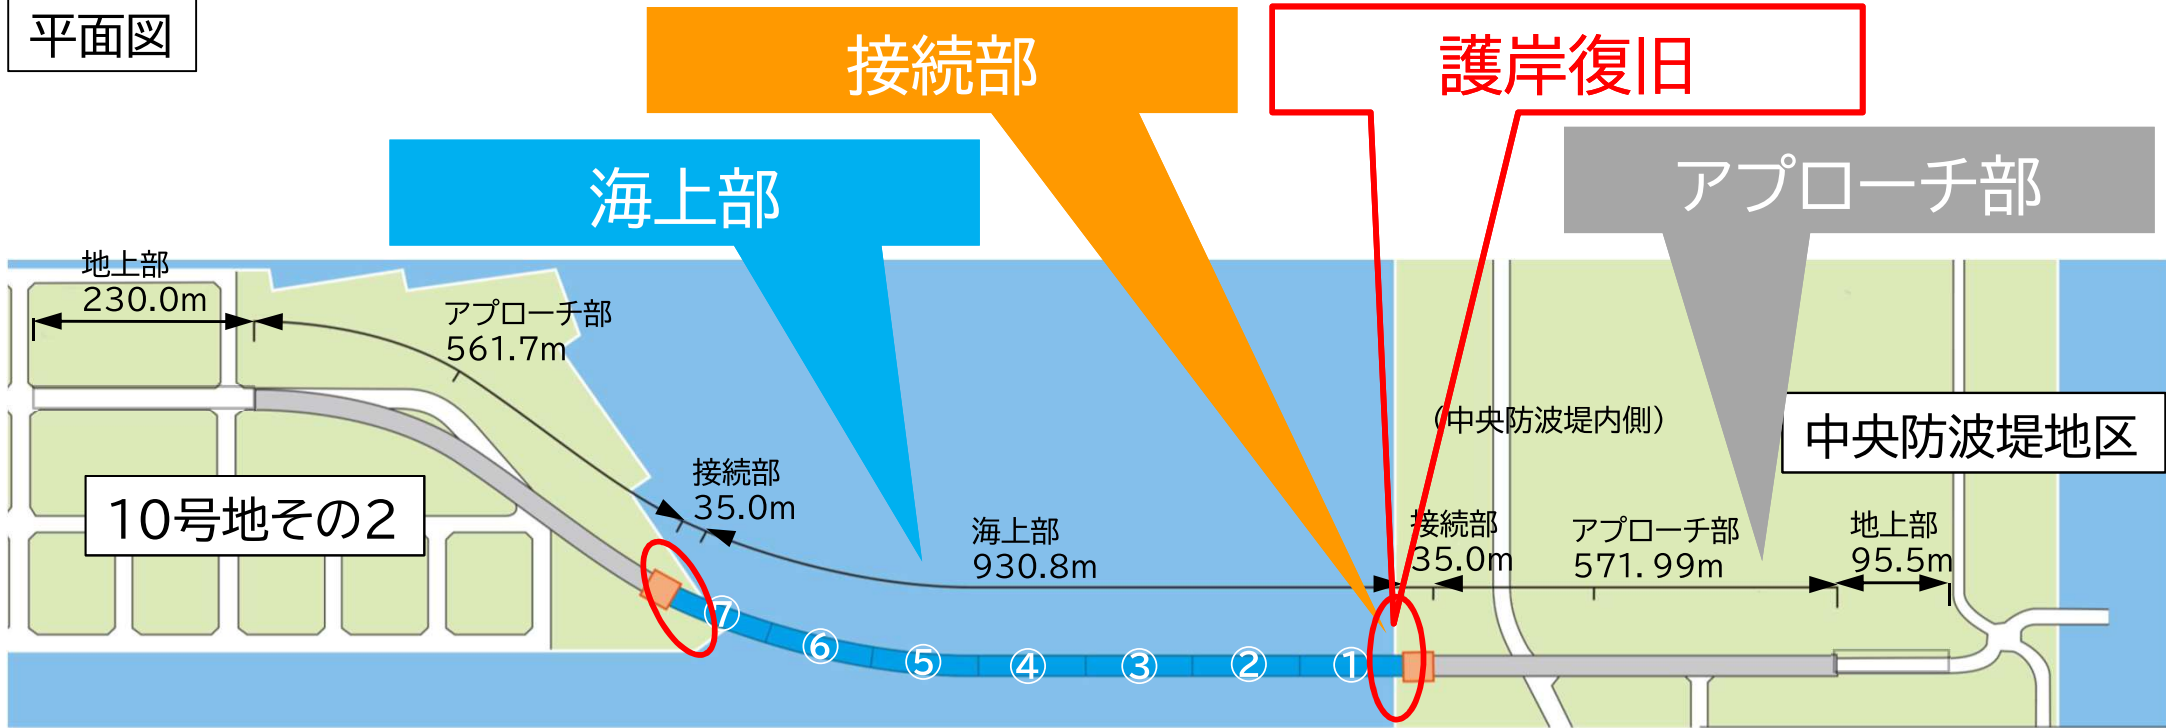 平面図
接続部
護岸復旧
海上部
アプローチ部
地上部
230.0m
アプローチ部
561.7m
(中央防波堤内側)
中央防波堤地区
10号地その2
接続部
35.0m
海上部
930.8m
接続部
35.0m
アプローチ部
571.99m
地上部
95.5m
⑦
⑥
⑤
④
③
②
①